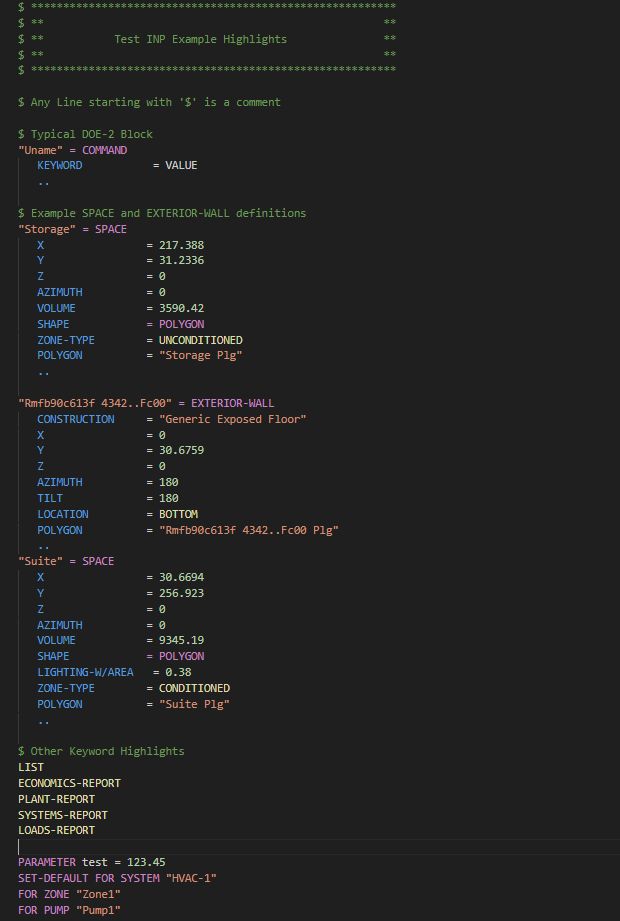 $ *********************************************************
$ **                                                     **
$ **           Test INP Example Highlights               **
$ **                                                     **
$ *********************************************************
$ Any Line starting with '$' is a comment
$ Typical DOE-2 Block
"Uname" = COMMAND
   KEYWORD           = VALUE
   ..
$ Example SPACE and EXTERIOR-WALL definitions
"Storage" = SPACE
   X                = 217.388
   Y                = 31.2336
   Z                = 0
   AZIMUTH          = 0
   VOLUME           = 3590.42
   SHAPE            = POLYGON
   ZONE-TYPE        = UNCONDITIONED
   POLYGON          = "Storage Plg"
   ..
"Rmfb90c613f 4342..Fc00" = EXTERIOR-WALL
   CONSTRUCTION     = "Generic Exposed Floor"
   X                = 0
   Y                = 30.6759
   Z                = 0
   AZIMUTH          = 180
   TILT             = 180
   LOCATION         = BOTTOM
   POLYGON          = "Rmfb90c613f 4342..Fc00 Plg"
   ..
"Suite" = SPACE
   X                = 30.6694
   Y                = 256.923
   Z                = 0
   AZIMUTH          = 0
   VOLUME           = 9345.19
   SHAPE            = POLYGON
   LIGHTING-W/AREA   = 0.38
   ZONE-TYPE        = CONDITIONED
   POLYGON          = "Suite Plg"
   ..
$ Other Keyword Highlights
LIST
ECONOMICS-REPORT
PLANT-REPORT
SYSTEMS-REPORT
LOADS-REPORT
PARAMETER test = 123.45
SET-DEFAULT FOR SYSTEM "HVAC-1"
FOR ZONE "Zone1"
FOR PUMP "Pump1"